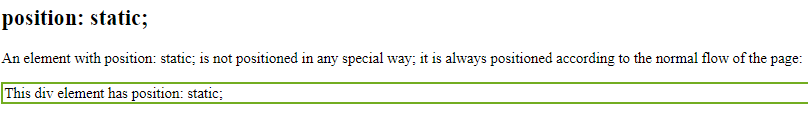 position: static;
An element with position: static; is not positioned in any special way; it is always positioned according to the normal flow of the page:
This div element has position: static;